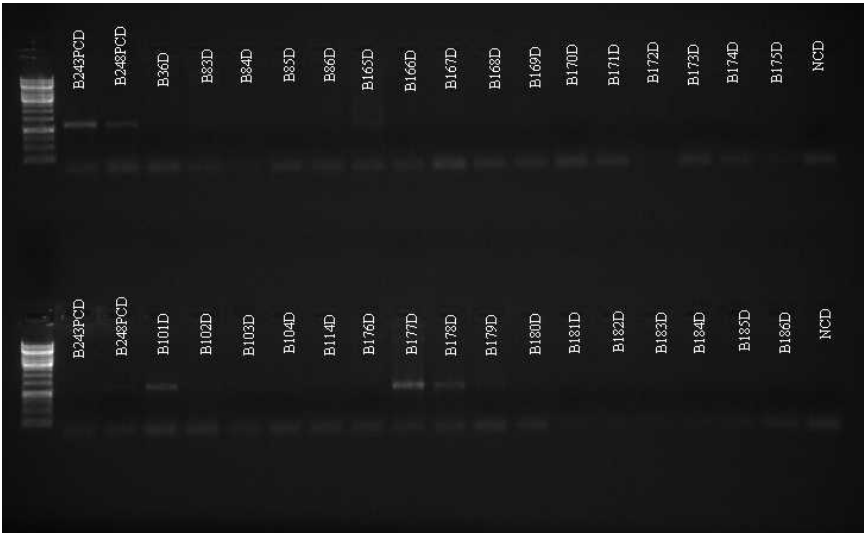 B243PCD
B248PCD
B36D
B83D
B84D
B85D
B86D
B165D
B166D
B167D
B168D
B169D
B170D
B171D
B172D
B173D
B174D
B175D
NCD
B243PCD
B248PCD
B101D
B102D
B103D
B104D
B114D
B176D
B177D
B178D
B179D
B180D
B181D
B182D
B183D
B184D
B185D
B186D
NCD